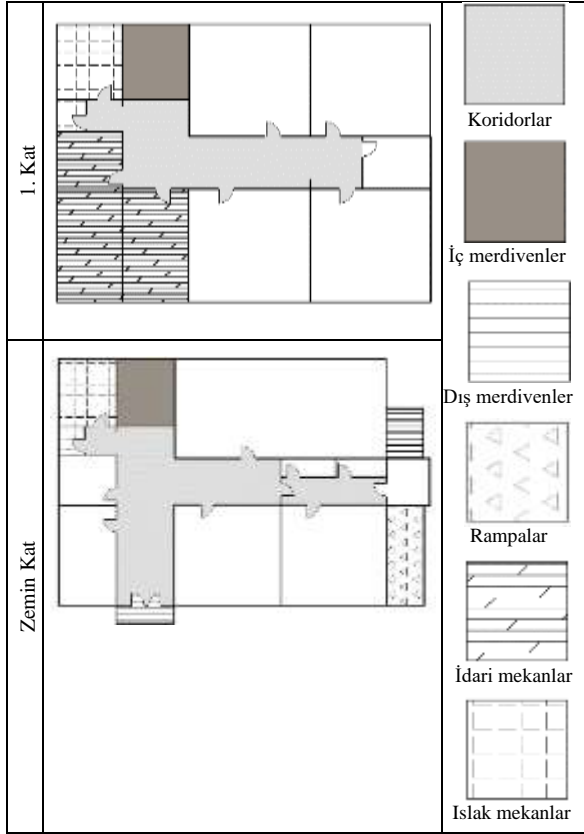 1. Kat
Zemin Kat
Koridorlar
İç merdivenler
Dış merdivenler
Rampalar
İdari mekanlar
Islak mekanlar